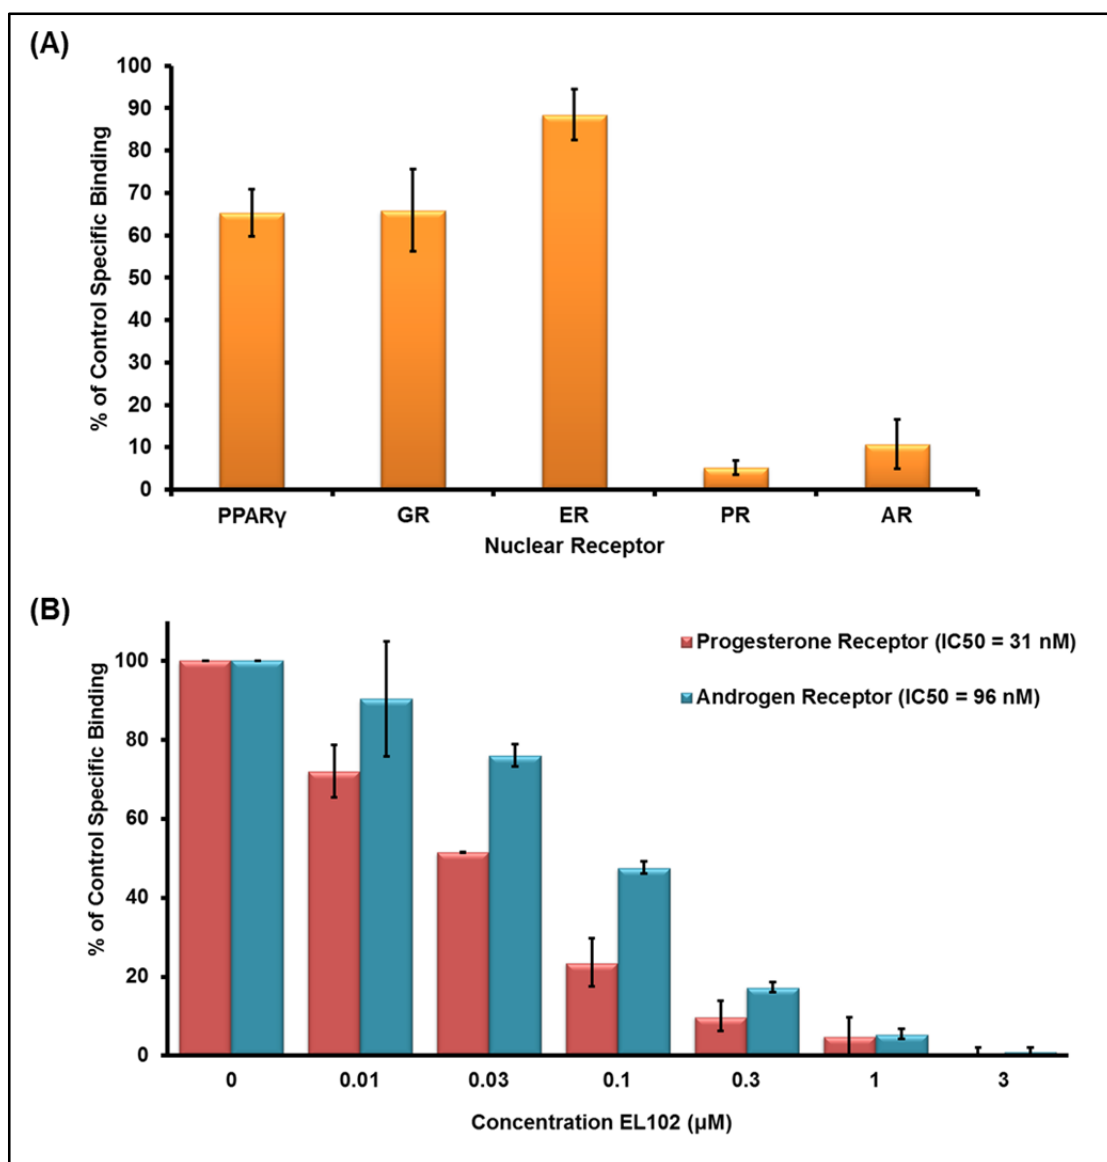 (A)
% of Control Specific Binding
100
90
80
70
60
50
40
30
20
10
0
PPARγ GR ER PR AR
Nuclear Receptor
(B)
% of Control Specific Binding
Progesterone Receptor (IC50 = 31 nM)
Androgen Receptor (IC50 = 96 nM)
100
80
60
40
20
0
0 0.01 0.03 0.1 0.3 1 3
Concentration EL102 (µM)